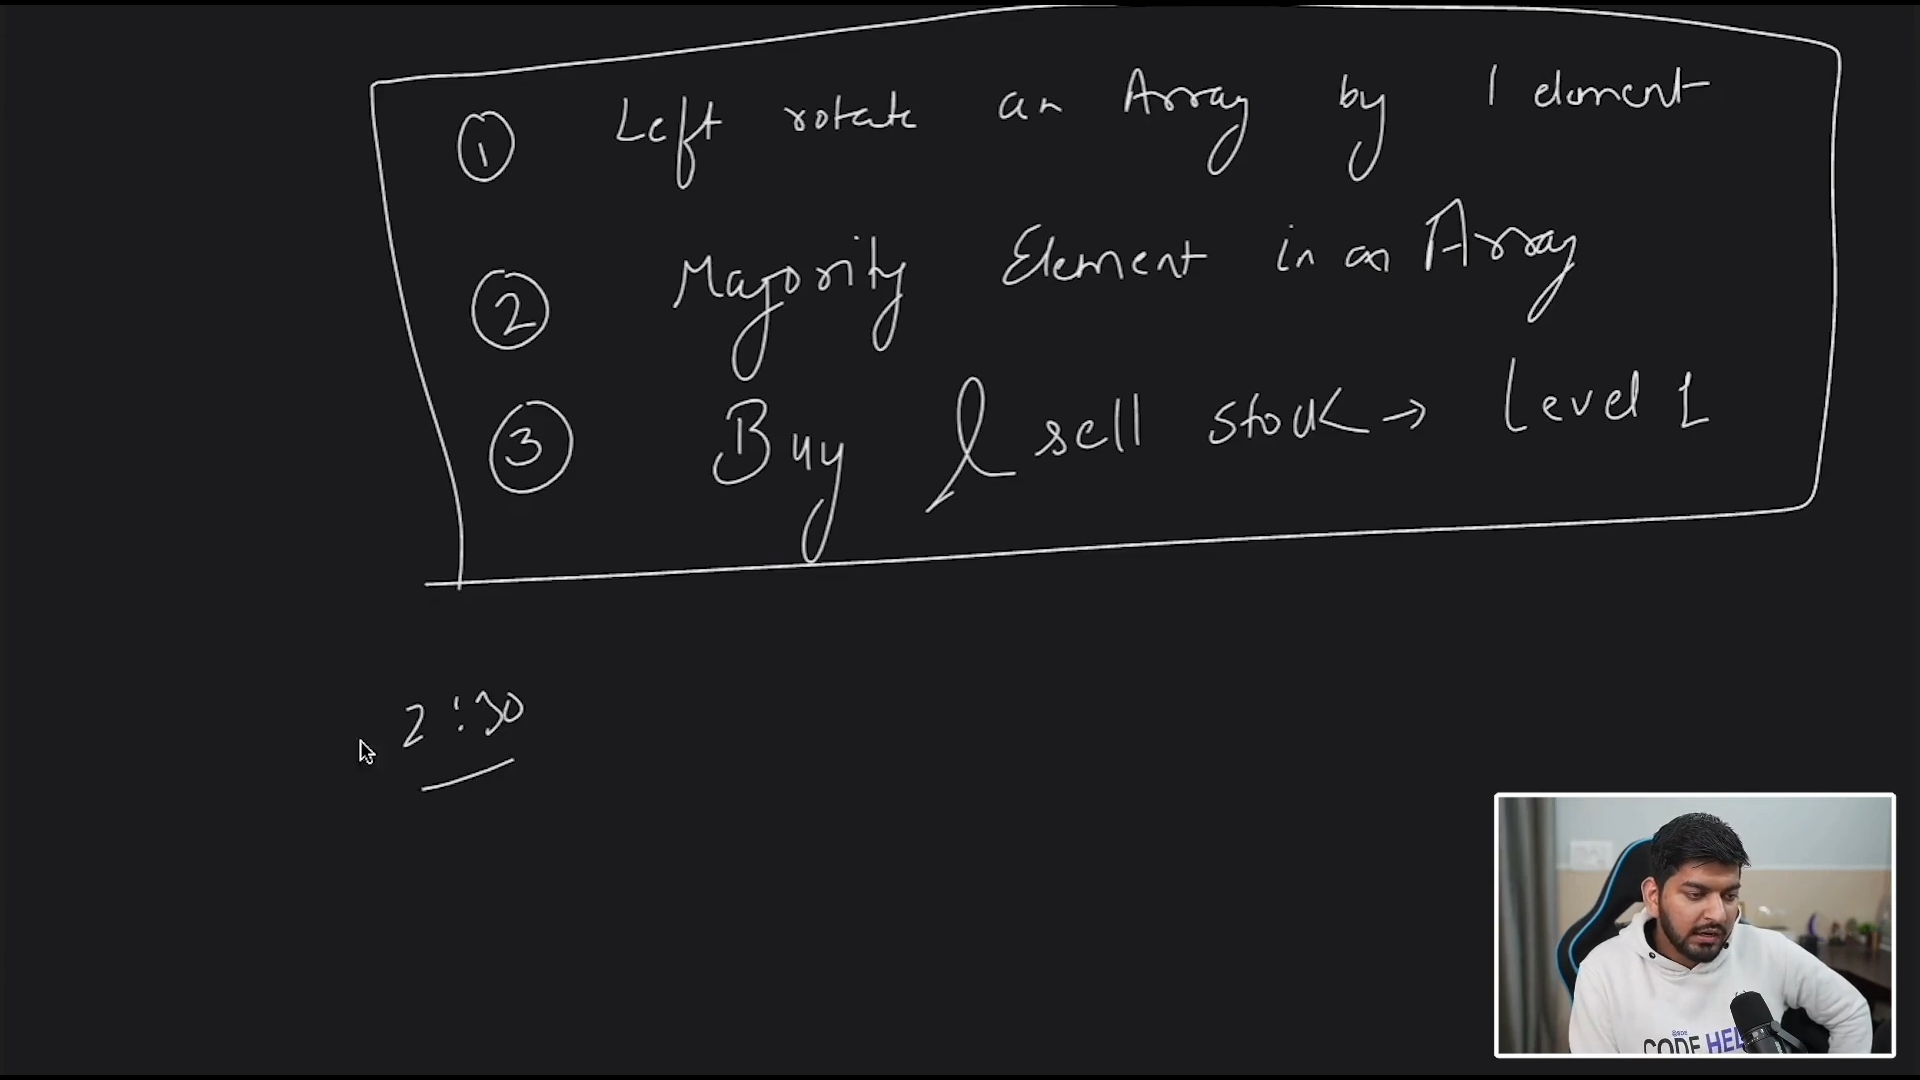 ① Left rotate an Array by 1 element
② Majority Element in an Array
③ Buy & sell stock → Level 1
2:30
CODE HEL